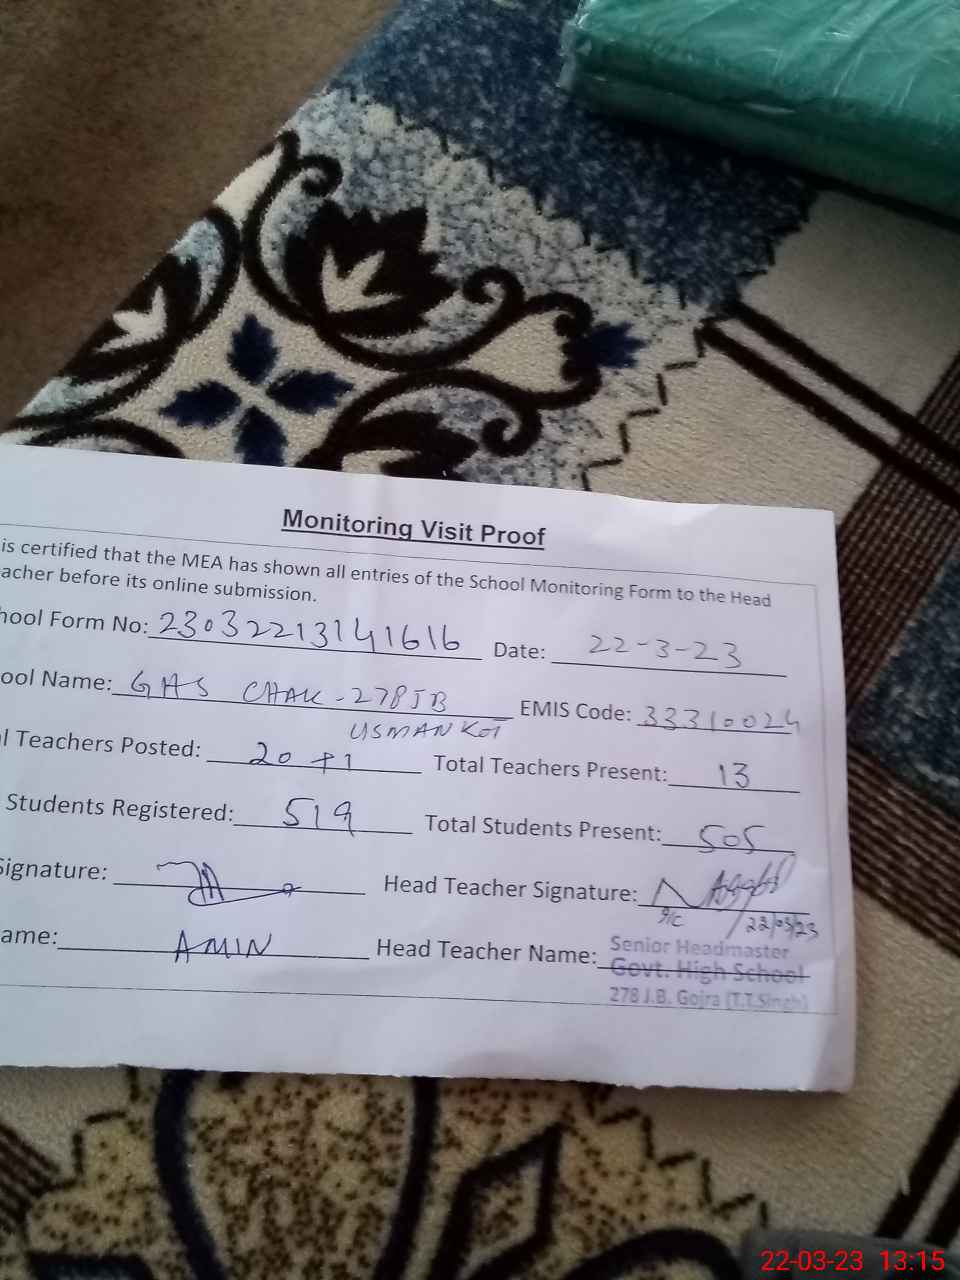 Monitoring Visit Proof
is certified that the MEA has shown all entries of the School Monitoring Form to the Head
acher before its online submission.
hool Form No: 23032213141616 Date: 22-3-23
ool Name: GHS CHAK-278JB EMIS Code: 33310024
USMAN KOT
l Teachers Posted: 20+1 Total Teachers Present: 13
Students Registered: 519 Total Students Present: 505
Signature: Head Teacher Signature:
22/03/23
ame: AMIN Head Teacher Name:
Senior Headmaster
Govt. High School
278 J.B. Gojra (T.T.Singh)
22-03-23 13:15